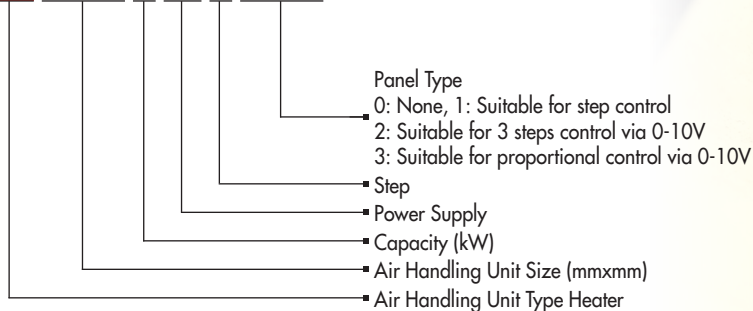 Panel Type
0: None, 1: Suitable for step control
2: Suitable for 3 steps control via 0-10V
3: Suitable for proportional control via 0-10V
Step
Power Supply
Capacity (kW)
Air Handling Unit Size (mmxmm)
Air Handling Unit Type Heater